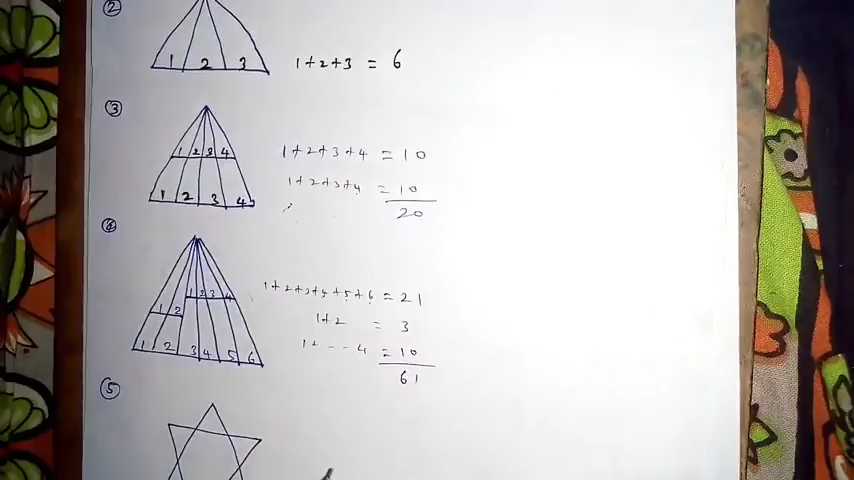 ②
1 2 3
1+2+3 = 6
③
1 2 3 4
1+2+3+4 = 10
1 2 3 4
1+2+3+4 = 10
20
④
1 2 3 4
1+2+3+4+5+6 = 21
1 2
1+2 = 3
1 2 3 4 5 6
1+ - - 4 = 10
61
⑤